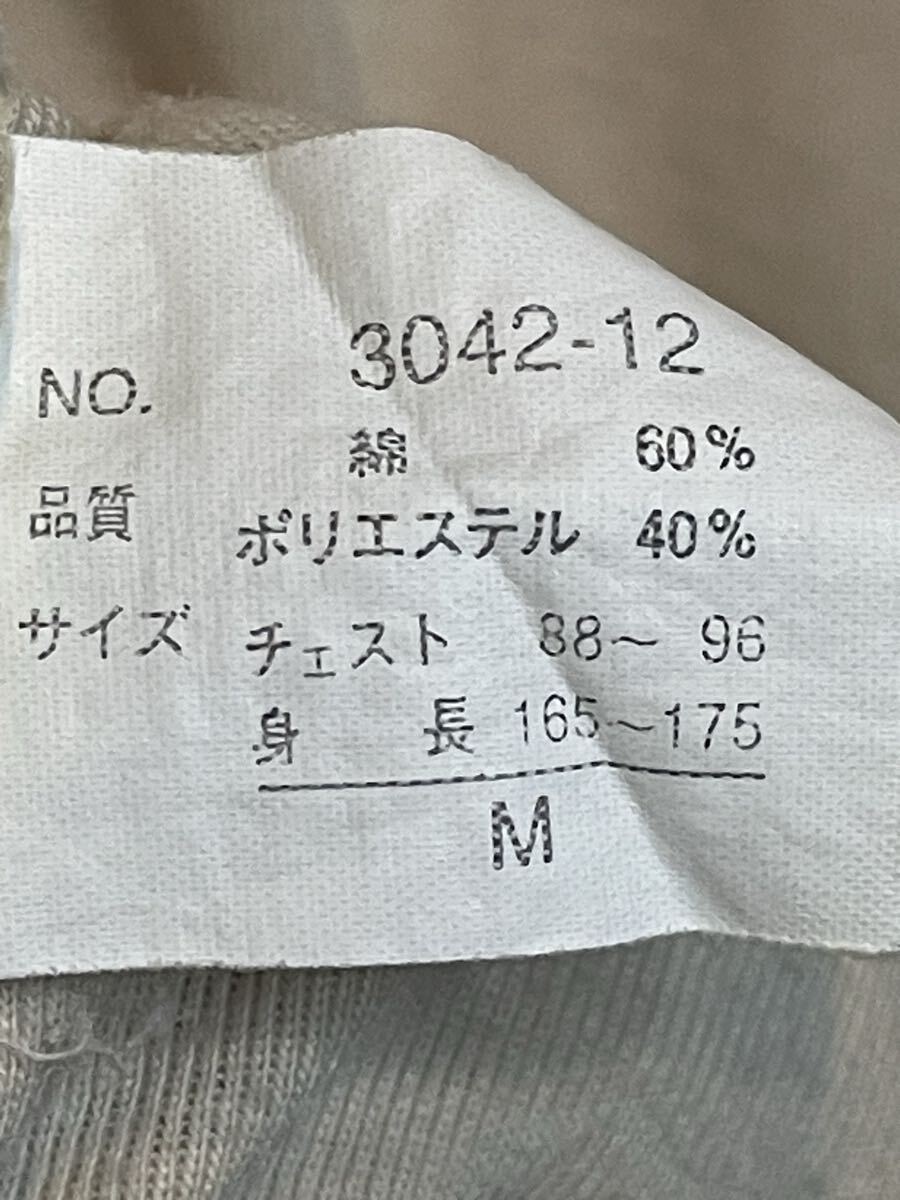 NO. 3042-12
綿 60%
品質
ポリエステル 40%
サイズ チェスト 88～ 96
身 長 165～175
M